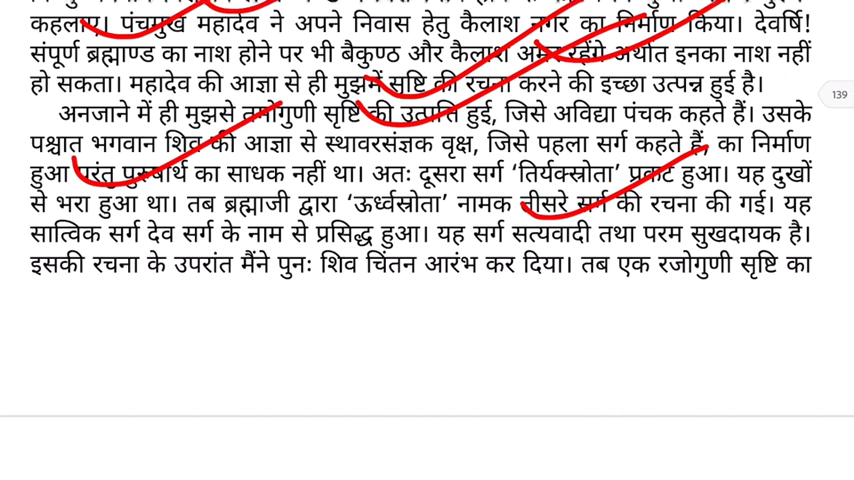 कहलाए। पंचमुख महादेव ने अपने निवास हेतु कैलाश नगर का निर्माण किया। देवर्षि!
संपूर्ण ब्रह्माण्ड का नाश होने पर भी बैकुण्ठ और कैलाश अमर रहेंगे अर्थात इनका नाश नहीं
हो सकता। महादेव की आज्ञा से ही मुझमें सृष्टि की रचना करने की इच्छा उत्पन्न हुई है।
अनजाने में ही मुझसे तमोगुणी सृष्टि की उत्पत्ति हुई, जिसे अविद्या पंचक कहते हैं। उसके
पश्चात भगवान शिव की आज्ञा से स्थावरसंज्ञक वृक्ष, जिसे पहला सर्ग कहते हैं, का निर्माण
हुआ परंतु पुरुषार्थ का साधक नहीं था। अतः दूसरा सर्ग ‘तिर्यक्स्रोता’ प्रकट हुआ। यह दुखों
से भरा हुआ था। तब ब्रह्माजी द्वारा ‘ऊर्ध्वस्रोता’ नामक तीसरे सर्ग की रचना की गई। यह
सात्विक सर्ग देव सर्ग के नाम से प्रसिद्ध हुआ। यह सर्ग सत्यवादी तथा परम सुखदायक है।
इसकी रचना के उपरांत मैंने पुनः शिव चिंतन आरंभ कर दिया। तब एक रजोगुणी सृष्टि का
139